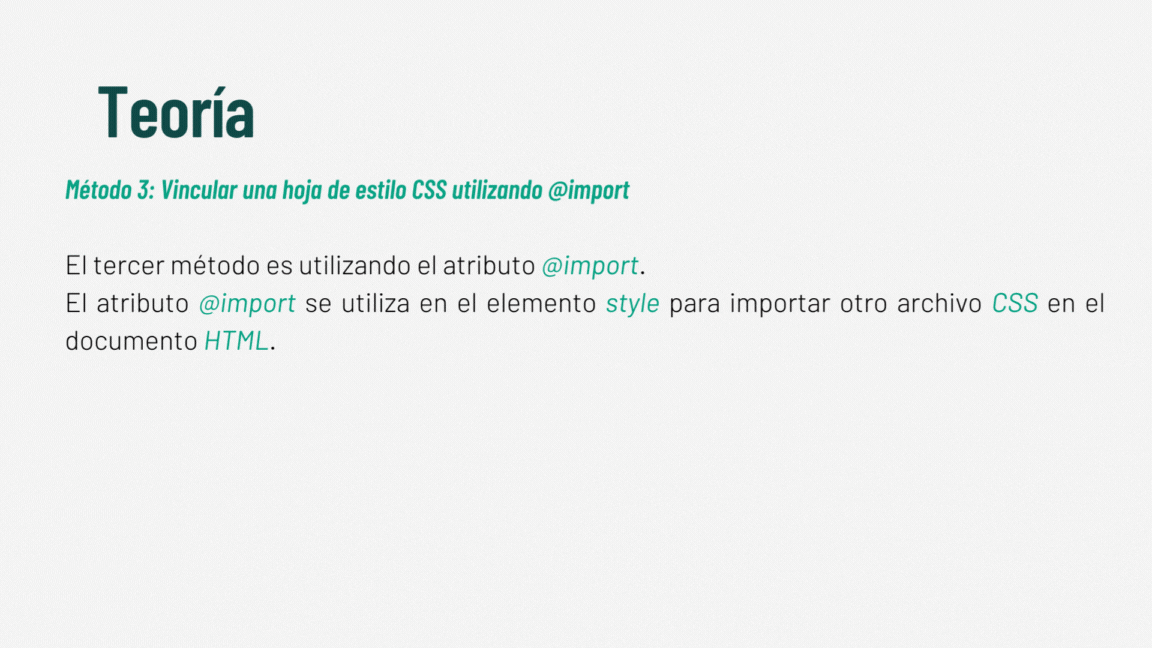 Teoría
Método 3: Vincular una hoja de estilo CSS utilizando @import
El tercer método es utilizando el atributo @import.
El atributo @import se utiliza en el elemento style para importar otro archivo CSS en el
documento HTML.